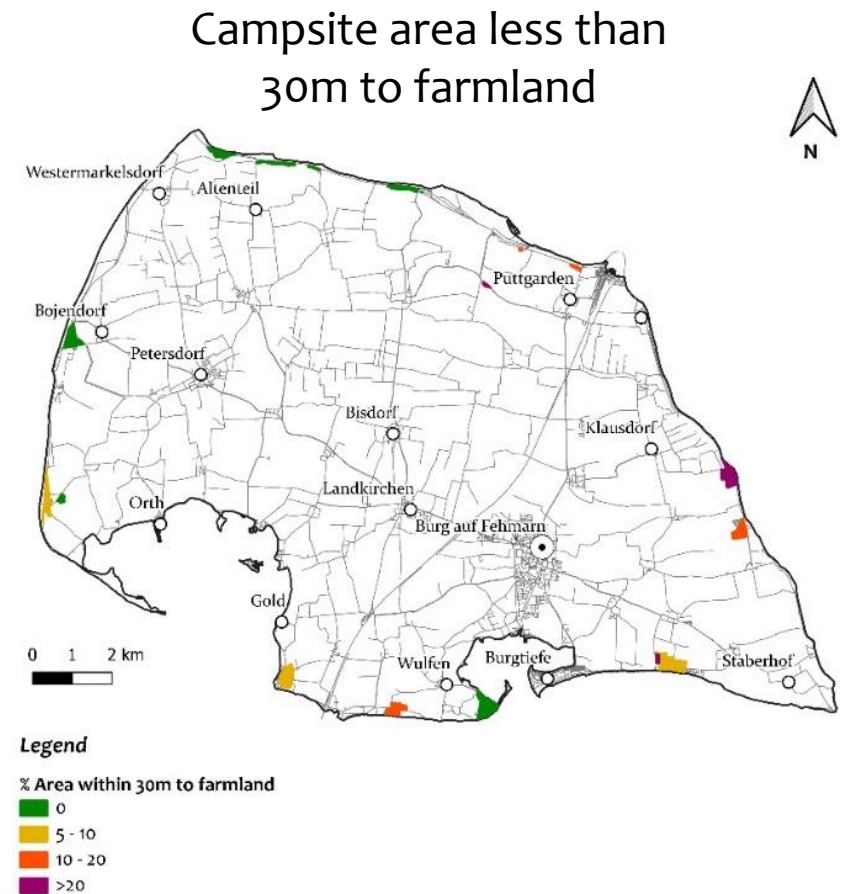 Campsite area less than
30m to farmland
N
Westermarkelsdorf
Altenteil
Puttgarden
Bojendorf
Petersdorf
Bisdorf
Klausdorf
Landkirchen
Orth
Burg auf Fehmarn
Gold
0 1 2 km
Wulfen
Burgtiefe
Staberhof
Legend
% Area within 30m to farmland
0
5 - 10
10 - 20
>20